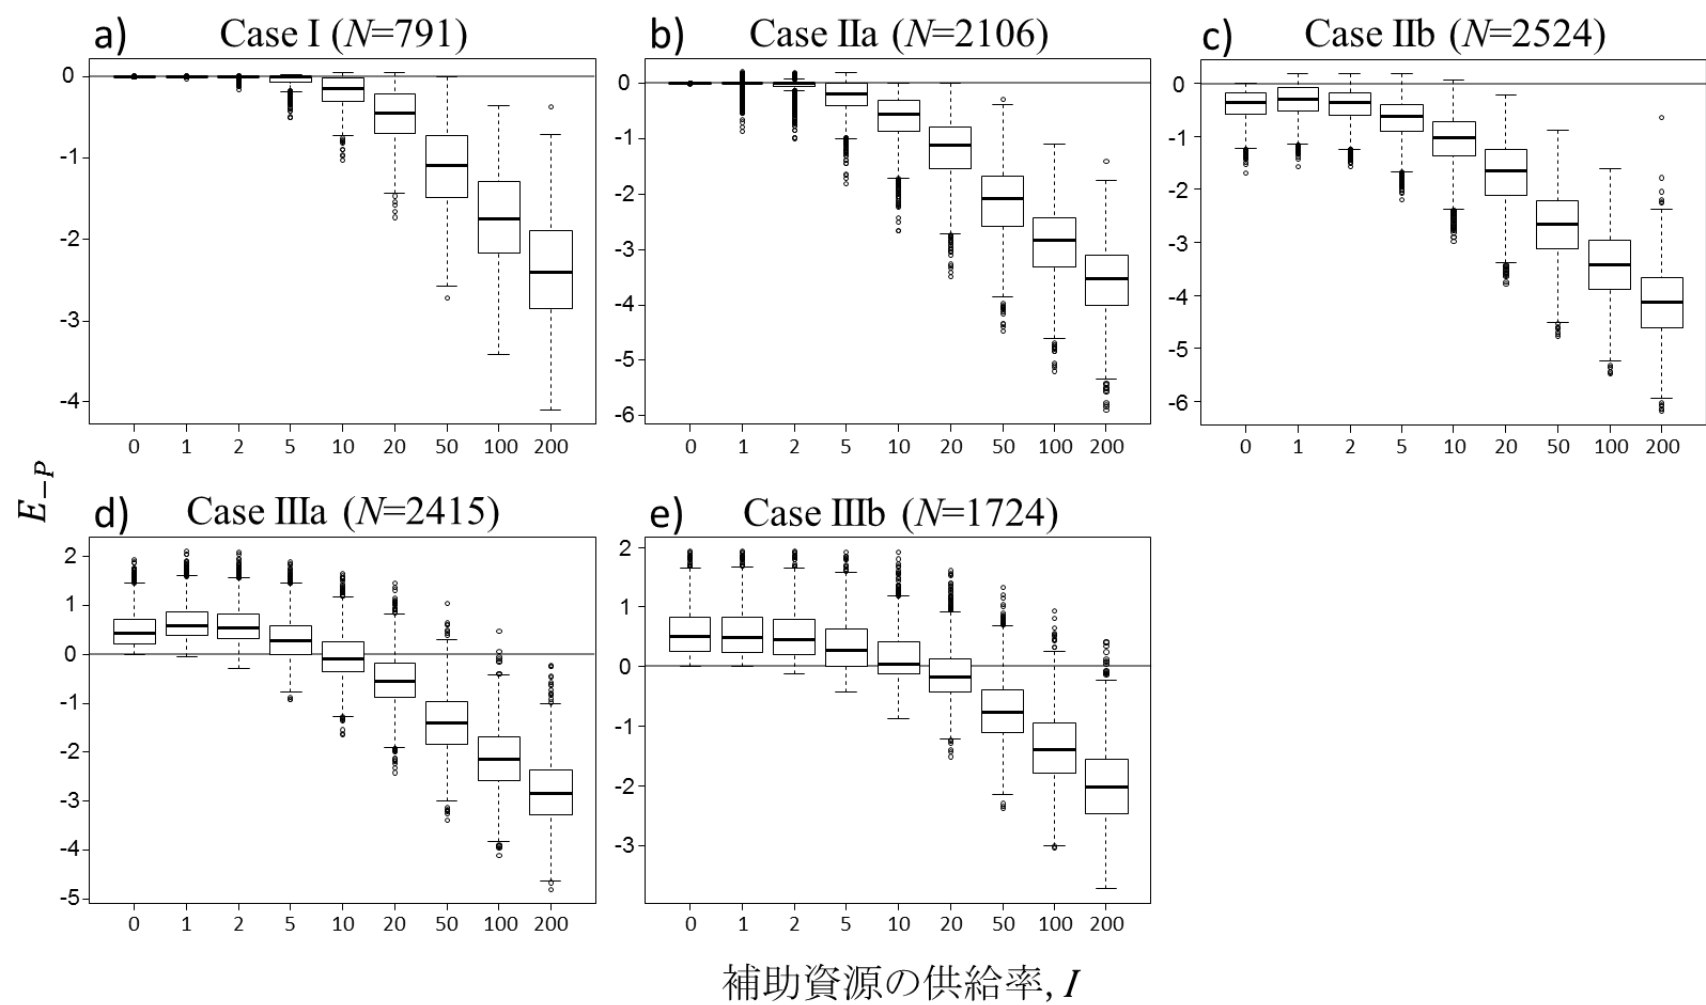 a) Case I (N=791)
0
-1
-2
-3
-4
0 1 2 5 10 20 50 100 200
b) Case IIa (N=2106)
0
-1
-2
-3
-4
-5
-6
0 1 2 5 10 20 50 100 200
c) Case IIb (N=2524)
0
-1
-2
-3
-4
-5
-6
0 1 2 5 10 20 50 100 200
E−P
d) Case IIIa (N=2415)
2
1
0
-1
-2
-3
-4
-5
0 1 2 5 10 20 50 100 200
e) Case IIIb (N=1724)
2
1
0
-1
-2
-3
0 1 2 5 10 20 50 100 200
補助資源の供給率, I